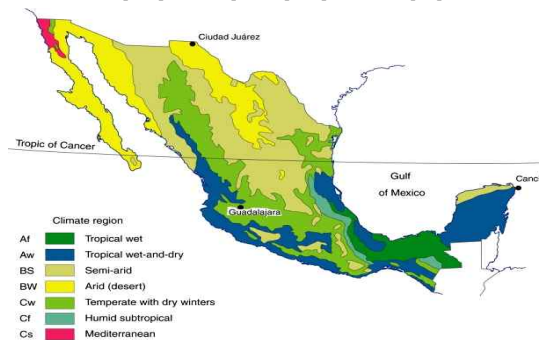 Ciudad Juárez
Tropic of Cancer
Gulf
of Mexico
Canc
Guadalajara
Climate region
Af Tropical wet
Aw Tropical wet-and-dry
BS Semi-arid
BW Arid (desert)
Cw Temperate with dry winters
Cf Humid subtropical
Cs Mediterranean